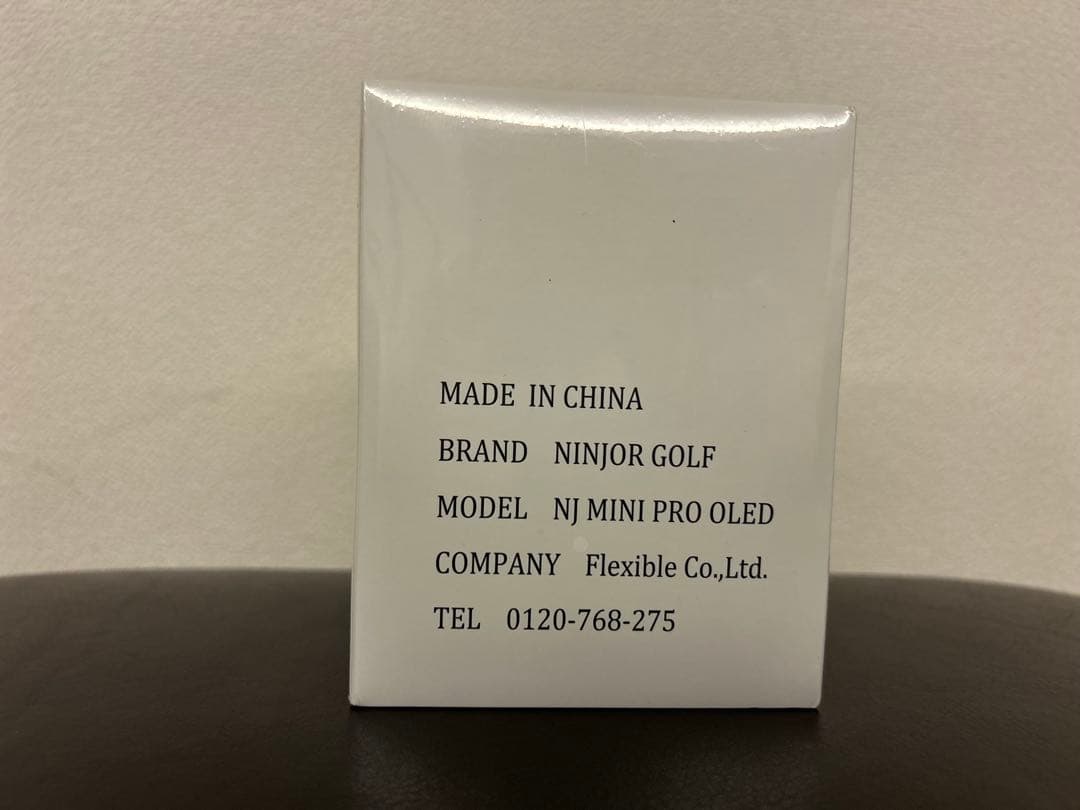 MADE IN CHINA
BRAND NINJOR GOLF
MODEL NJ MINI PRO OLED
COMPANY Flexible Co.,Ltd.
TEL 0120-768-275